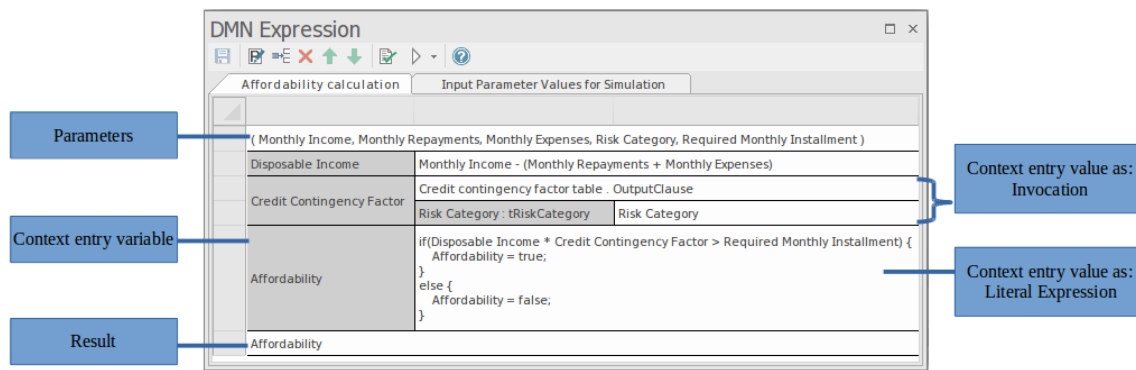 DMN Expression
Affordability calculation
Input Parameter Values for Simulation
Parameters
( Monthly Income, Monthly Repayments, Monthly Expenses, Risk Category, Required Monthly Installment )
Disposable Income
Monthly Income - (Monthly Repayments + Monthly Expenses)
Credit Contingency Factor
Credit contingency factor table . OutputClause
Risk Category : tRiskCategory
Risk Category
Context entry value as:
Invocation
Context entry variable
Affordability
if(Disposable Income * Credit Contingency Factor > Required Monthly Installment) {
Affordability = true;
}
else {
Affordability = false;
}
Context entry value as:
Literal Expression
Result
Affordability